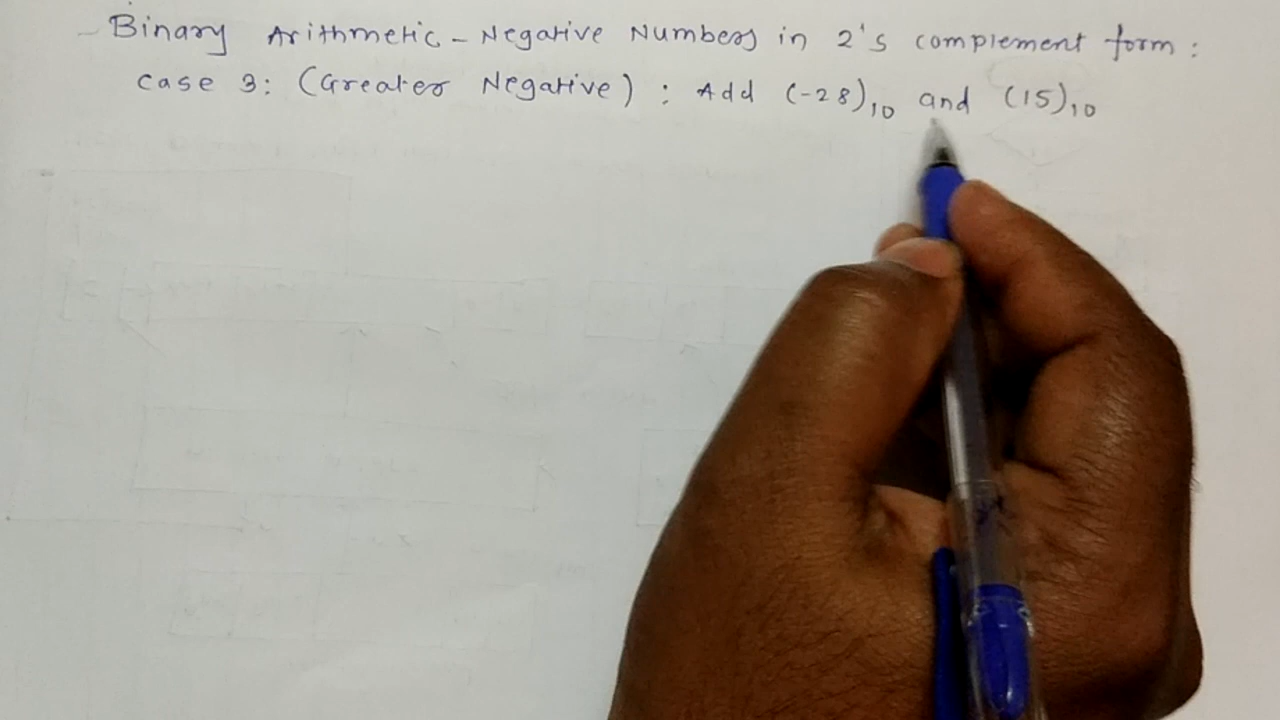 Binary Arithmetic - Negative Numbers in 2's complement form :
Case 3: (Greater Negative) : Add (-28)₁₀ and (15)₁₀